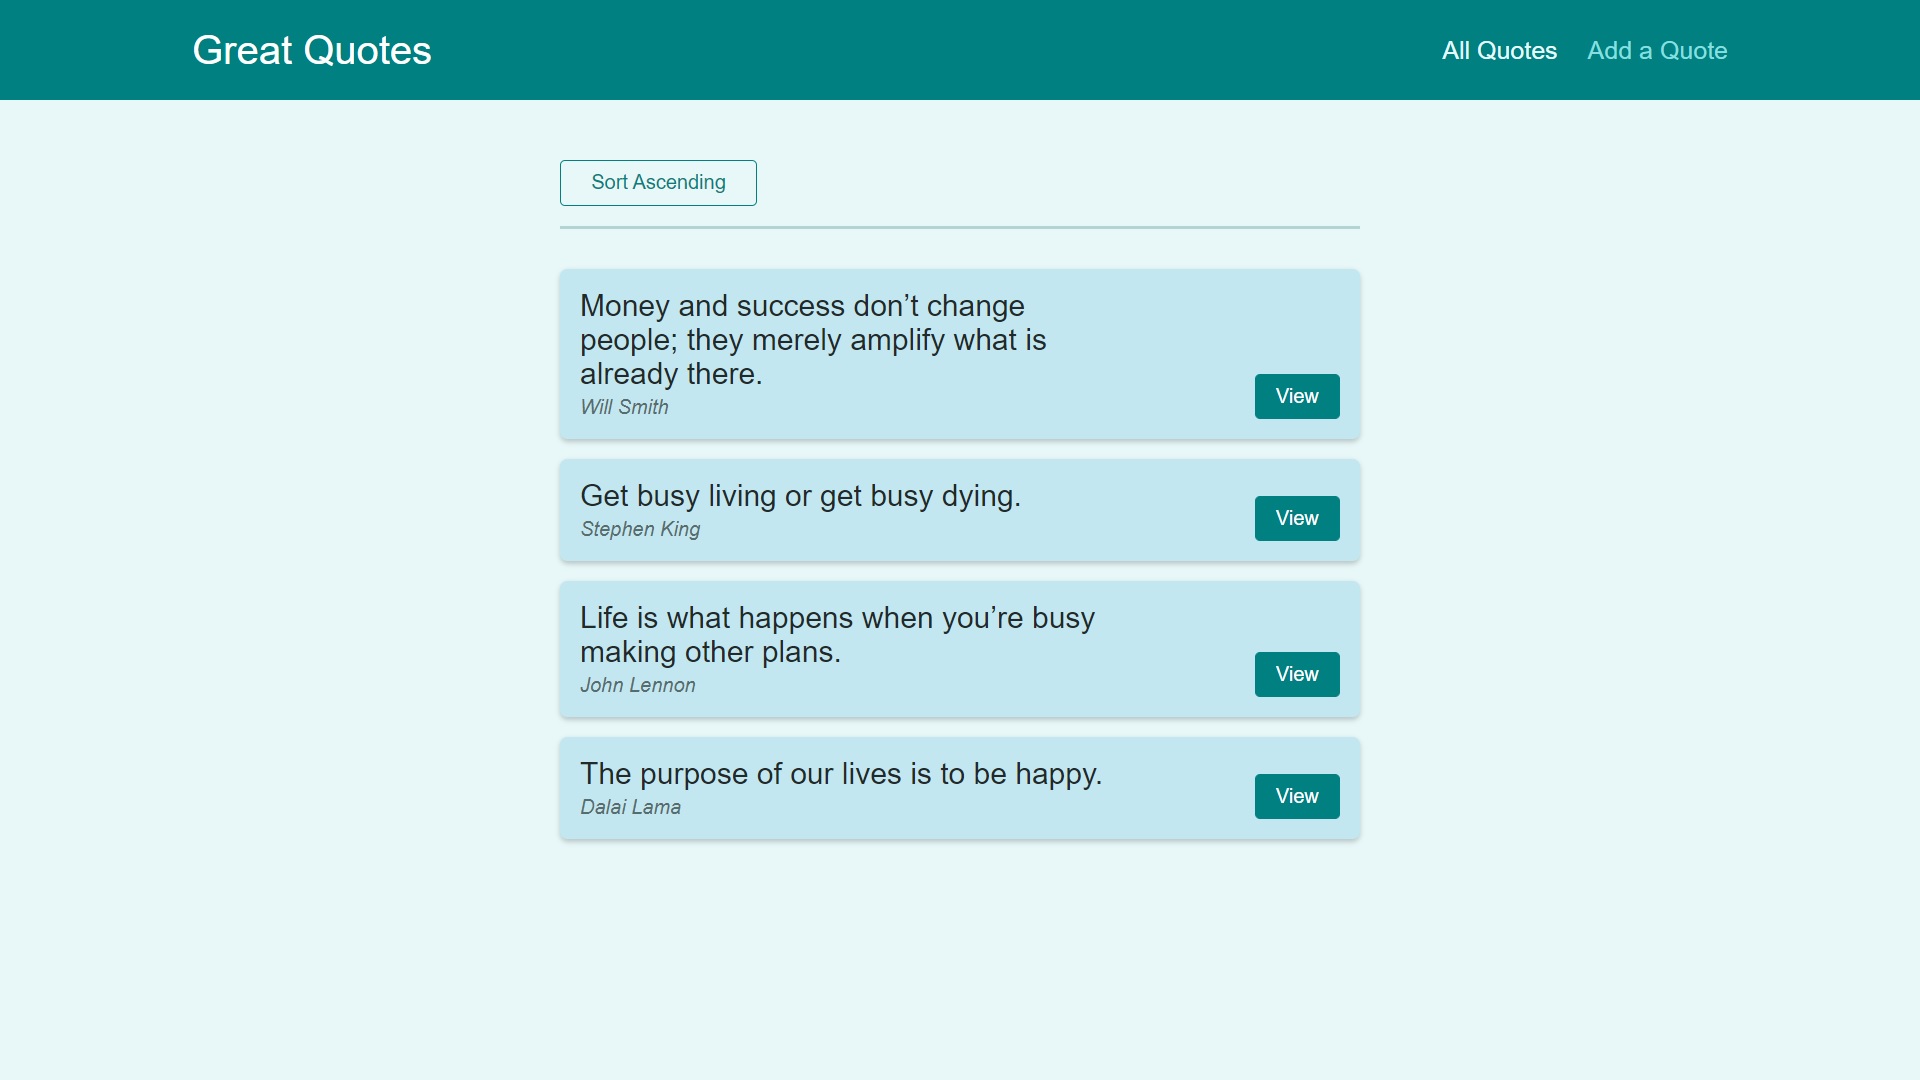 Great Quotes
All Quotes
Add a Quote
Sort Ascending
Money and success don’t change
people; they merely amplify what is
already there.
Will Smith
View
Get busy living or get busy dying.
Stephen King
View
Life is what happens when you’re busy
making other plans.
John Lennon
View
The purpose of our lives is to be happy.
Dalai Lama
View